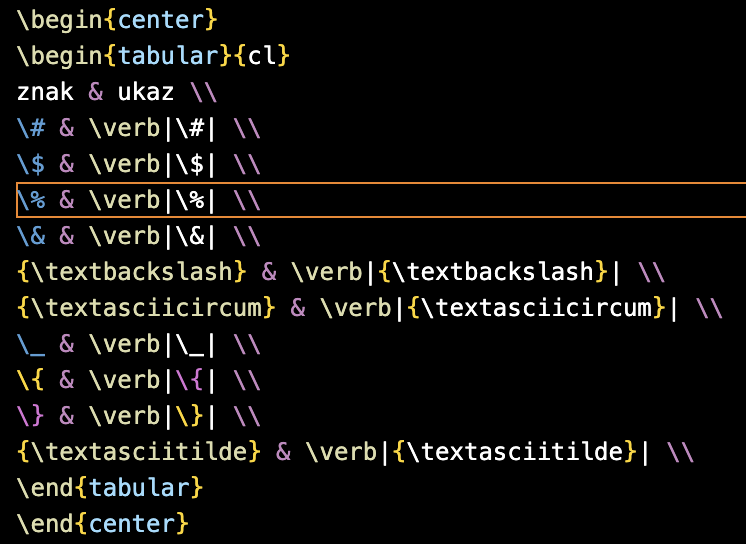 \begin{center}
\begin{tabular}{cl}
znak & ukaz \\
\# & \verb|\#| \\
\$ & \verb|\$| \\
\% & \verb|\%| \\
\& & \verb|\&| \\
{\textbackslash} & \verb|{\textbackslash}| \\
{\textasciicircum} & \verb|{\textasciicircum}| \\
\_ & \verb|\_| \\
\{ & \verb|\{| \\
\} & \verb|\}| \\
{\textasciitilde} & \verb|{\textasciitilde}| \\
\end{tabular}
\end{center}